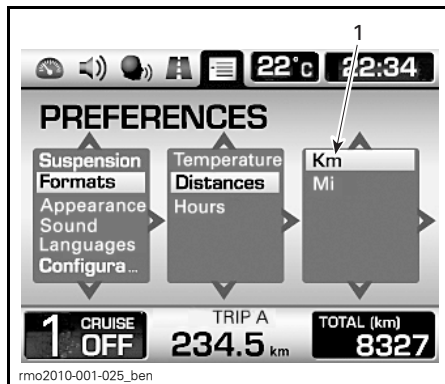 1
22°c 22:34
PREFERENCES
Suspension
Formats
Appearance
Sound
Languages
Configura...
Temperature
Distances
Hours
Km
Mi
1 CRUISE OFF
TRIP A
234.5 km
TOTAL (km)
8327
rmo2010-001-025_ben